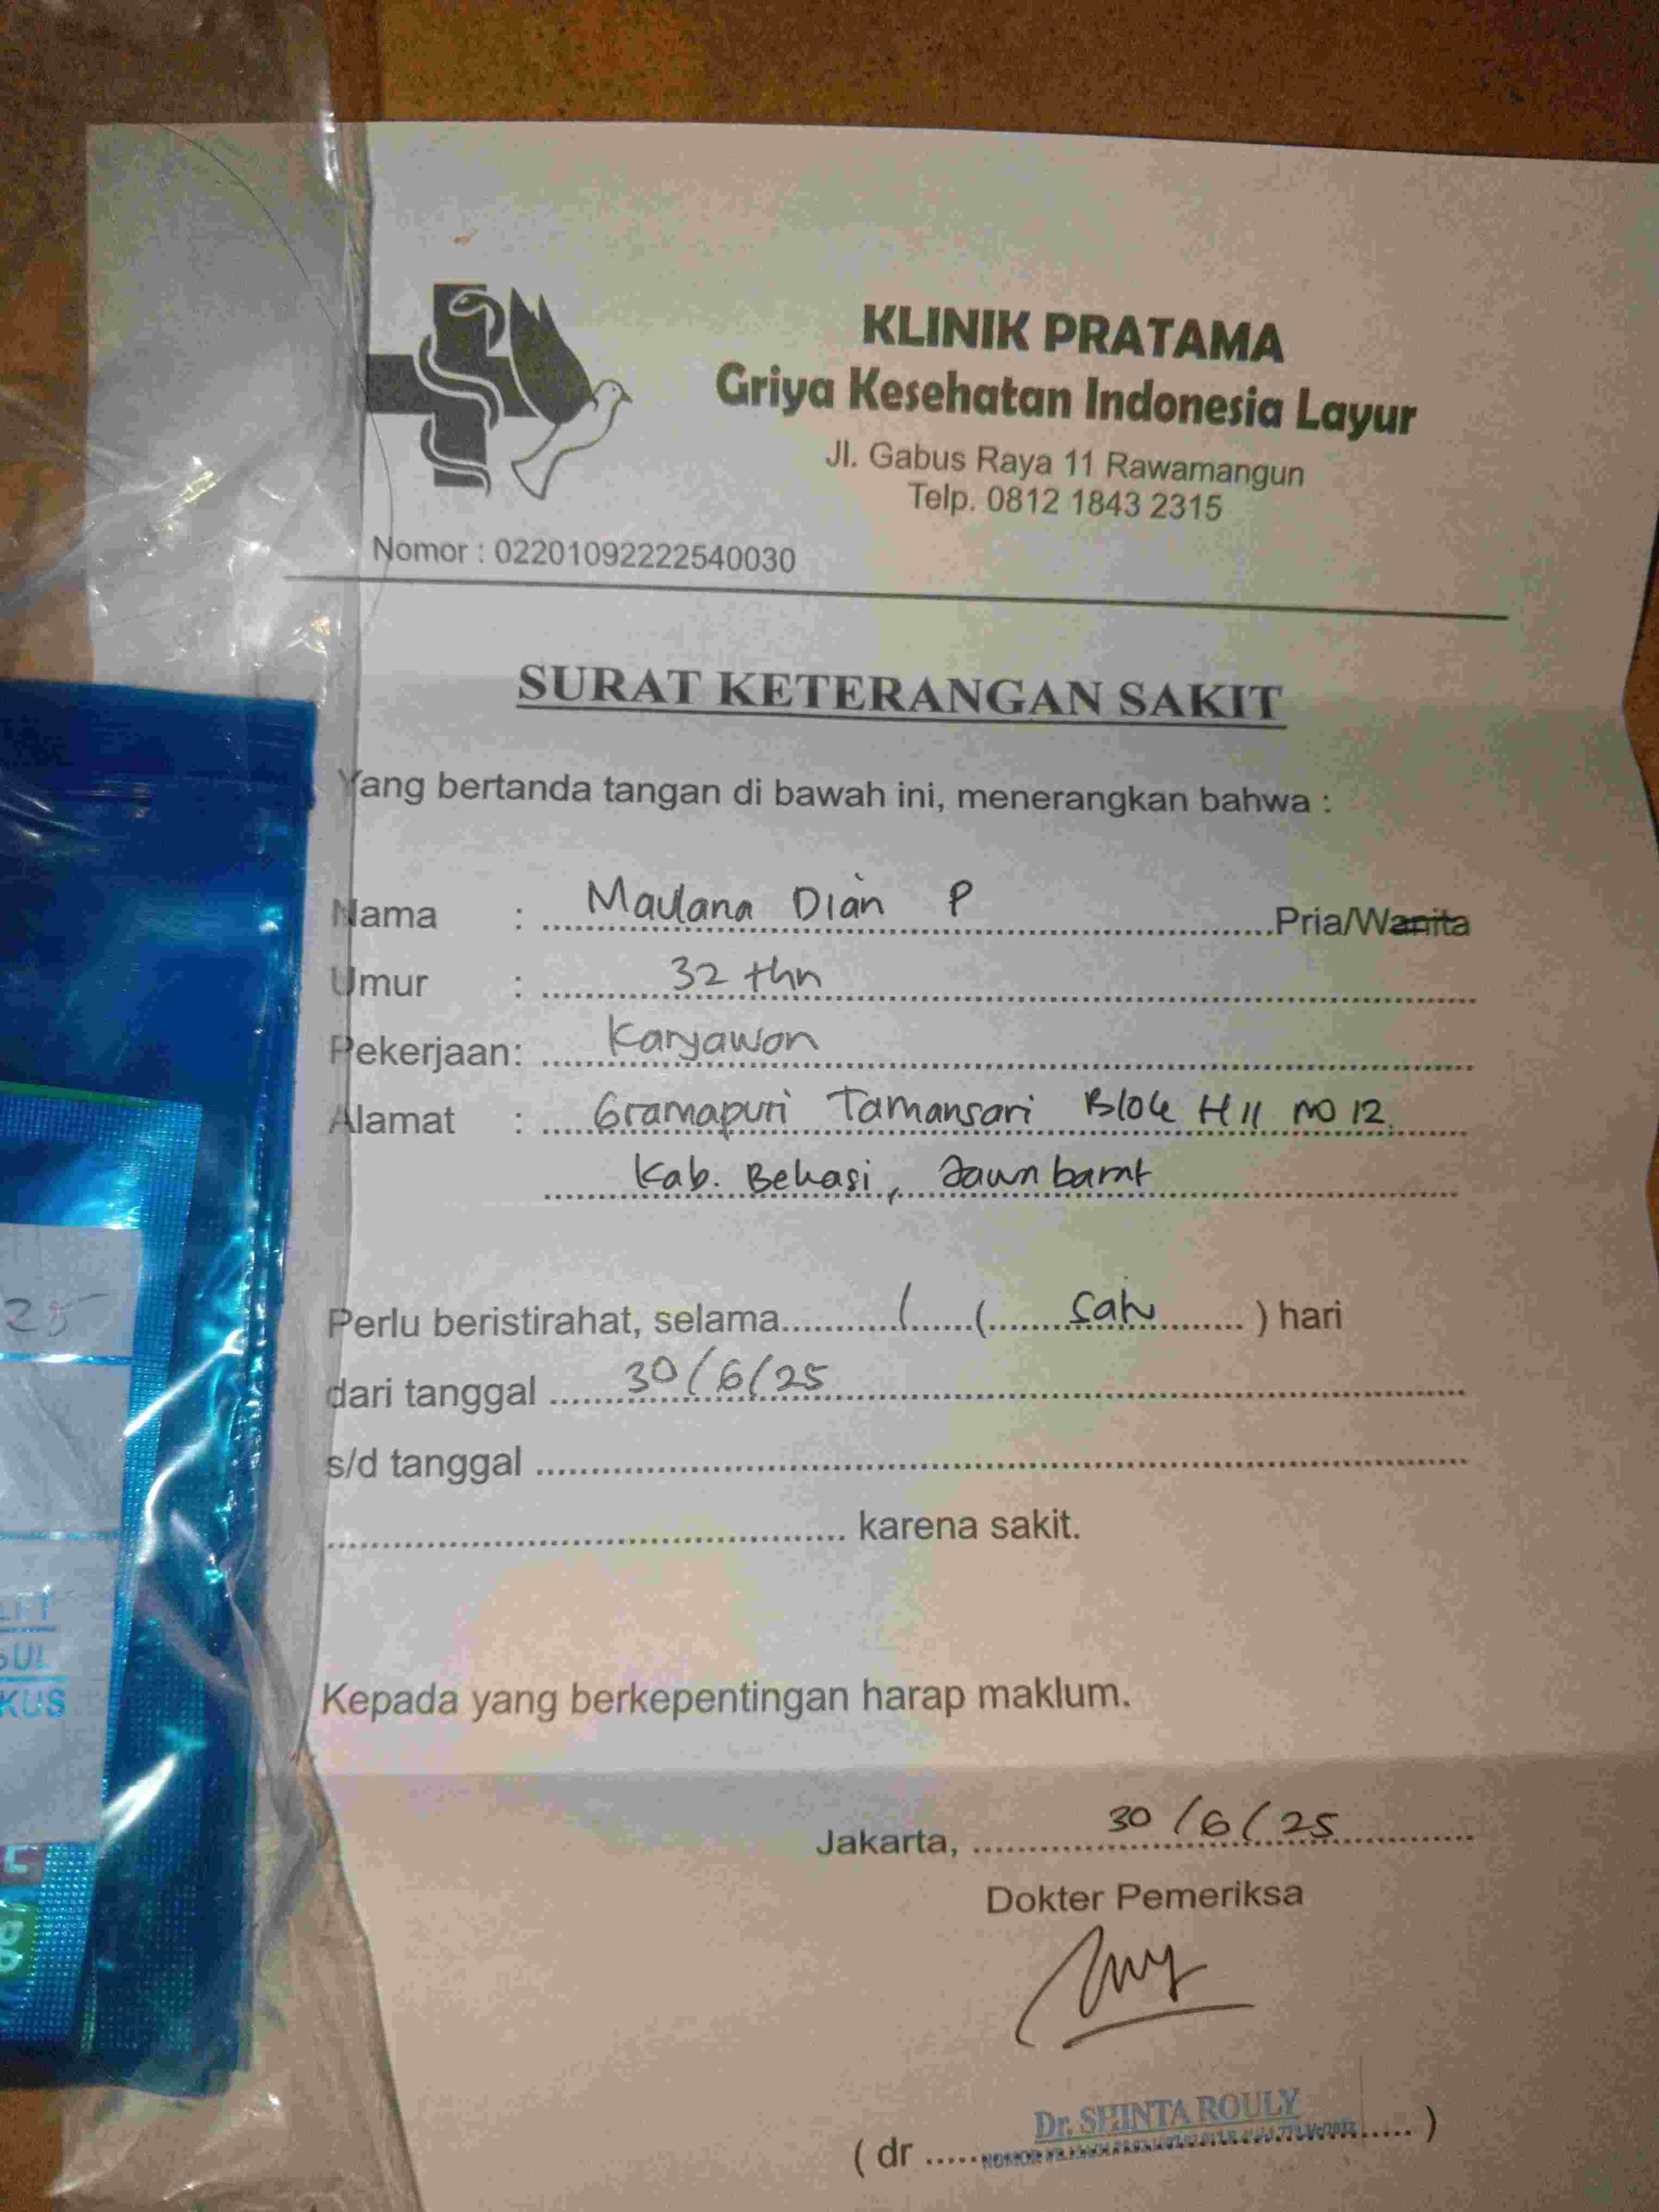 KLINIK PRATAMA
Griya Kesehatan Indonesia Layur
Jl. Gabus Raya 11 Rawamangun
Telp. 0812 1843 2315
Nomor : 02201092222540030
SURAT KETERANGAN SAKIT
Yang bertanda tangan di bawah ini, menerangkan bahwa :
Nama : Maulana Dian P Pria/Wanita
Umur : 32 thn
Pekerjaan: Karyawan
Alamat : Gramapuri Tamansari Blok H11 no 12
Kab. Bekasi, Jawa barat
Perlu beristirahat, selama 1 ( satu ) hari
dari tanggal 30/6/25
s/d tanggal
karena sakit.
Kepada yang berkepentingan harap maklum.
Jakarta, 30/6/25
Dokter Pemeriksa
Dr. SHINTA ROULY
( dr )
25
KUS